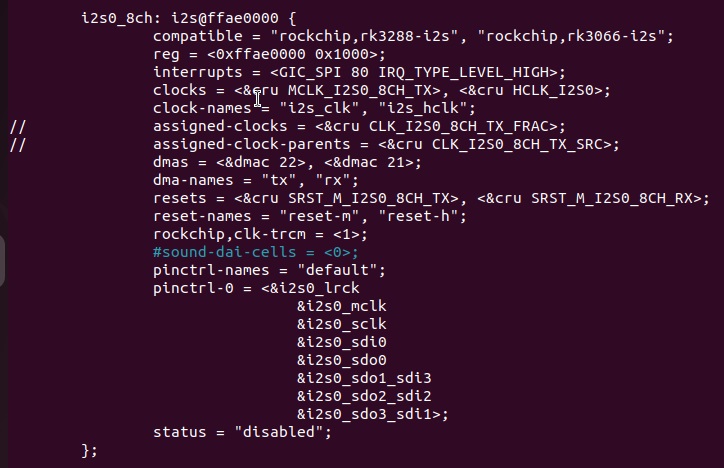 i2s0_8ch: i2s@ffae0000 {
compatible = "rockchip,rk3288-i2s", "rockchip,rk3066-i2s";
reg = <0xffae0000 0x1000>;
interrupts = <GIC_SPI 80 IRQ_TYPE_LEVEL_HIGH>;
clocks = <&cru MCLK_I2S0_8CH_TX>, <&cru HCLK_I2S0>;
clock-names = "i2s_clk", "i2s_hclk";
// assigned-clocks = <&cru CLK_I2S0_8CH_TX_FRAC>;
// assigned-clock-parents = <&cru CLK_I2S0_8CH_TX_SRC>;
dmas = <&dmac 22>, <&dmac 21>;
dma-names = "tx", "rx";
resets = <&cru SRST_M_I2S0_8CH_TX>, <&cru SRST_M_I2S0_8CH_RX>;
reset-names = "reset-m", "reset-h";
rockchip,clk-trcm = <1>;
#sound-dai-cells = <0>;
pinctrl-names = "default";
pinctrl-0 = <&i2s0_lrck
&i2s0_mclk
&i2s0_sclk
&i2s0_sdi0
&i2s0_sdo0
&i2s0_sdo1_sdi3
&i2s0_sdo2_sdi2
&i2s0_sdo3_sdi1>;
status = "disabled";
};